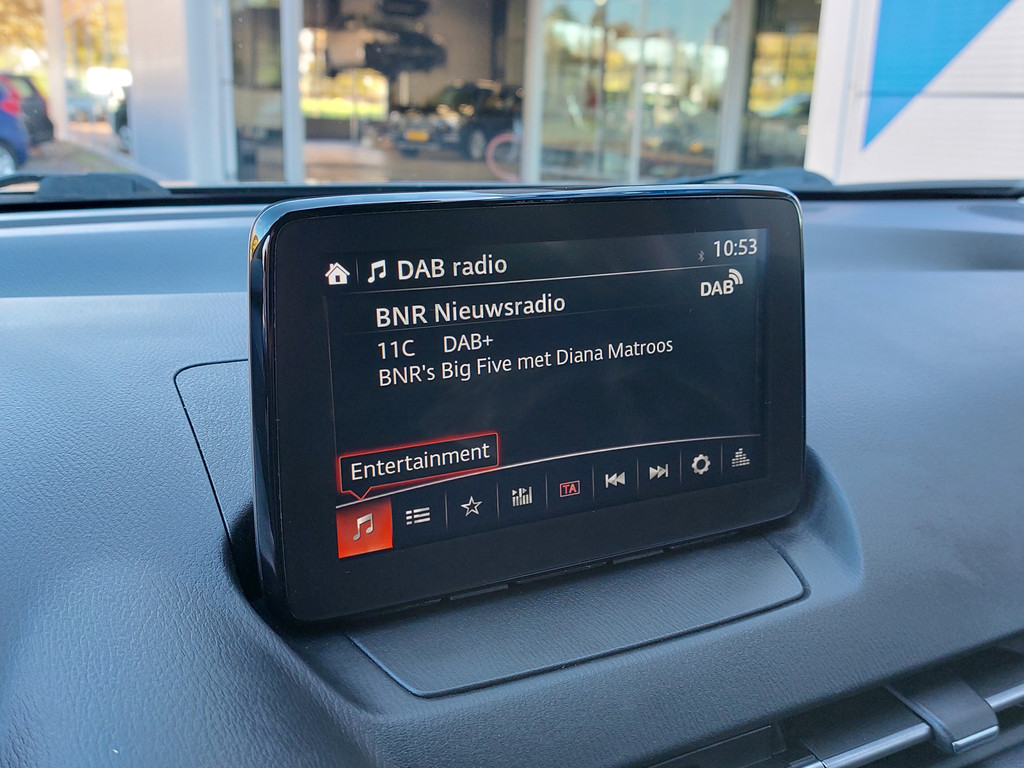 DAB radio
10:53
DAB
BNR Nieuwsradio
11C DAB+
BNR's Big Five met Diana Matroos
Entertainment
TA